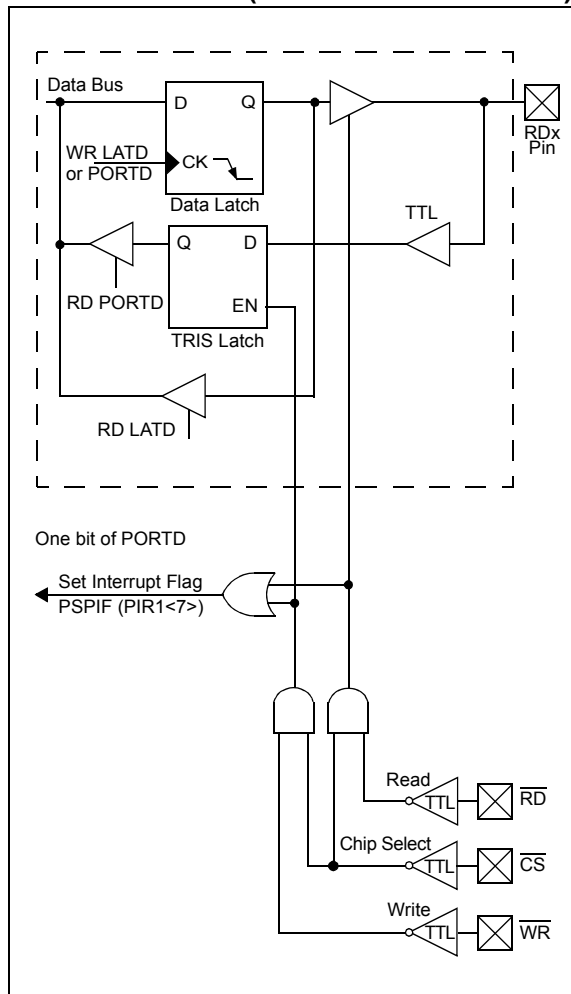 Data Bus
D
Q
WR LATD
or PORTD
CK
Data Latch
RDx
Pin
TTL
Q
D
RD PORTD
EN
TRIS Latch
RD LATD
One bit of PORTD
Set Interrupt Flag
PSPIF (PIR1<7>)
Read
TTL
RD
Chip Select
TTL
CS
Write
TTL
WR